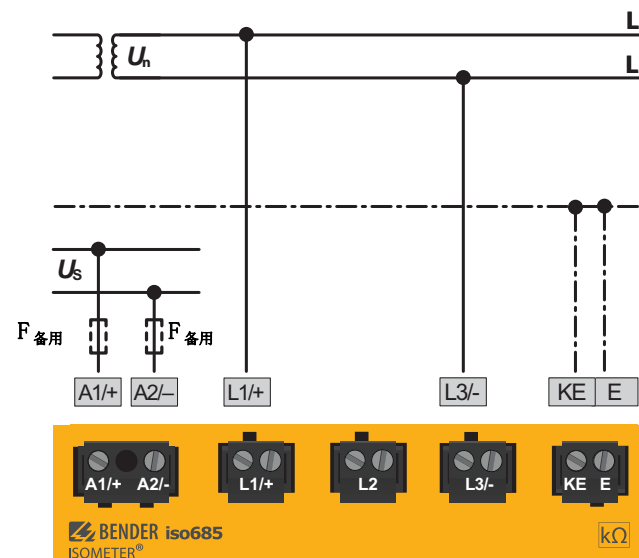 L
Un
L
US
F备用
F备用
A1/+
A2/–
L1/+
L3/-
KE
E
A1/+
A2/-
L1/+
L2
L3/-
KE
E
BENDER iso685
ISOMETER®
kΩ